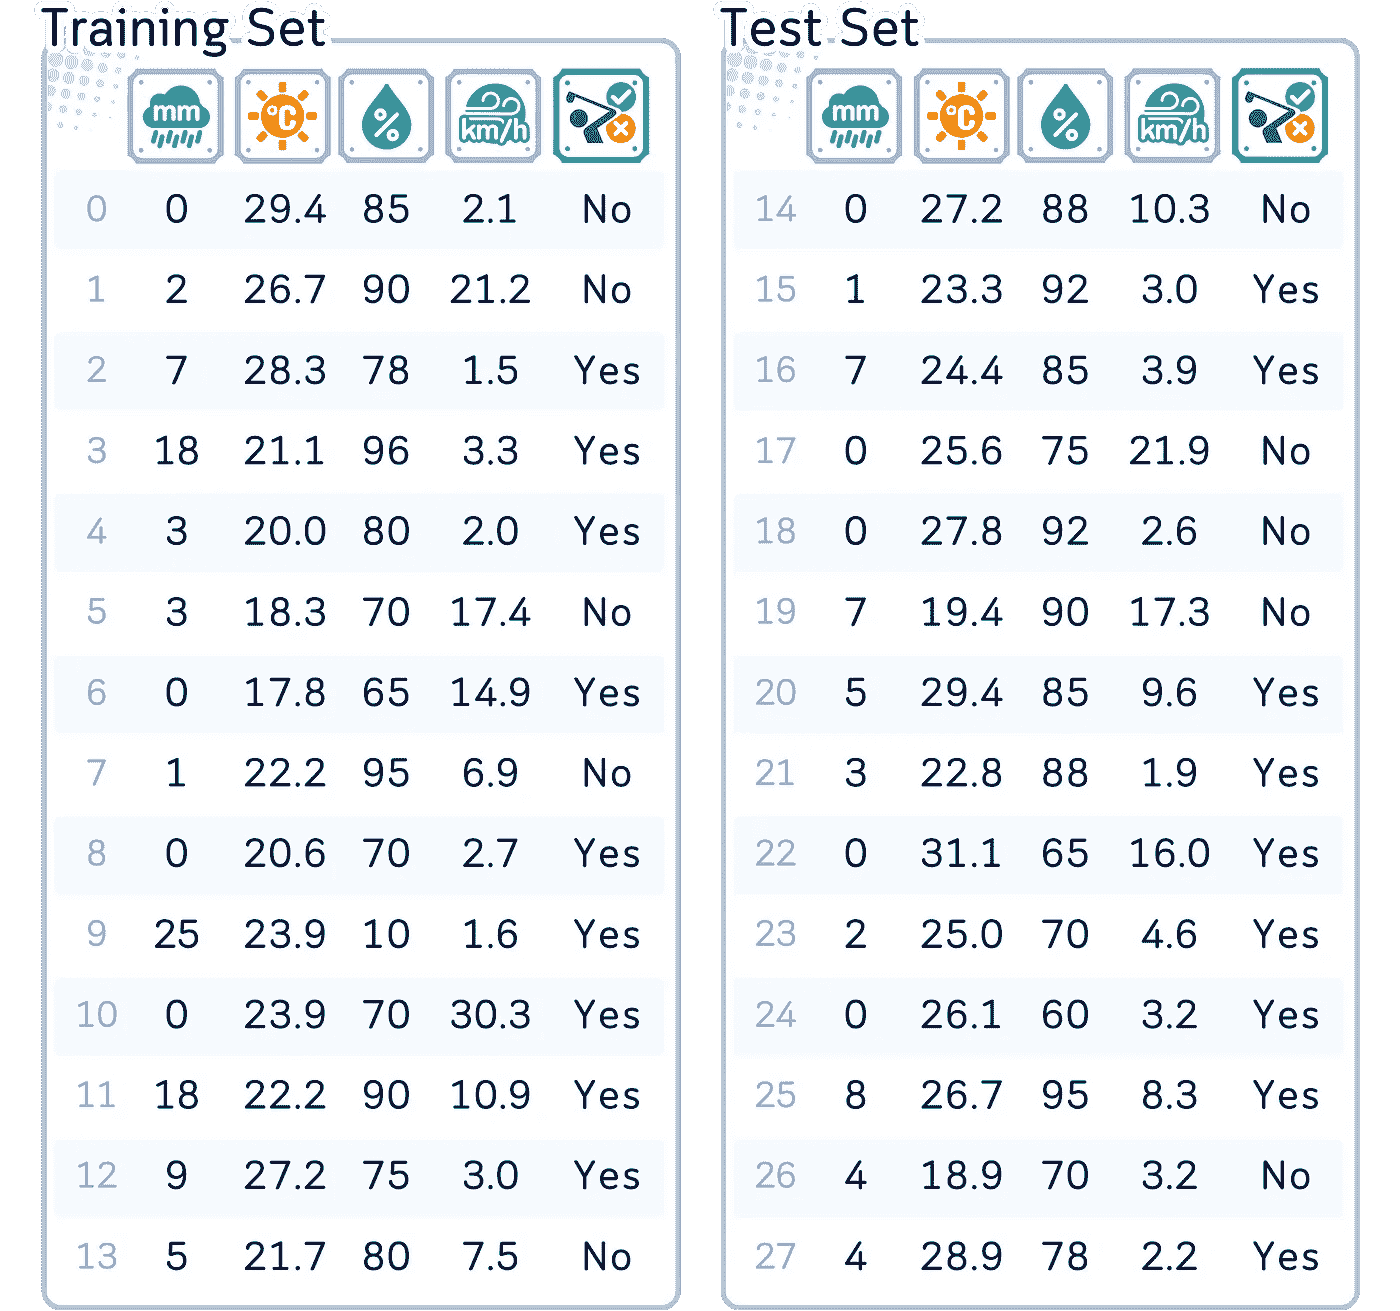 Training Set
mm °C % km/h
0 0 29.4 85 2.1 No
1 2 26.7 90 21.2 No
2 7 28.3 78 1.5 Yes
3 18 21.1 96 3.3 Yes
4 3 20.0 80 2.0 Yes
5 3 18.3 70 17.4 No
6 0 17.8 65 14.9 Yes
7 1 22.2 95 6.9 No
8 0 20.6 70 2.7 Yes
9 25 23.9 10 1.6 Yes
10 0 23.9 70 30.3 Yes
11 18 22.2 90 10.9 Yes
12 9 27.2 75 3.0 Yes
13 5 21.7 80 7.5 No
Test Set
mm °C % km/h
14 0 27.2 88 10.3 No
15 1 23.3 92 3.0 Yes
16 7 24.4 85 3.9 Yes
17 0 25.6 75 21.9 No
18 0 27.8 92 2.6 No
19 7 19.4 90 17.3 No
20 5 29.4 85 9.6 Yes
21 3 22.8 88 1.9 Yes
22 0 31.1 65 16.0 Yes
23 2 25.0 70 4.6 Yes
24 0 26.1 60 3.2 Yes
25 8 26.7 95 8.3 Yes
26 4 18.9 70 3.2 No
27 4 28.9 78 2.2 Yes